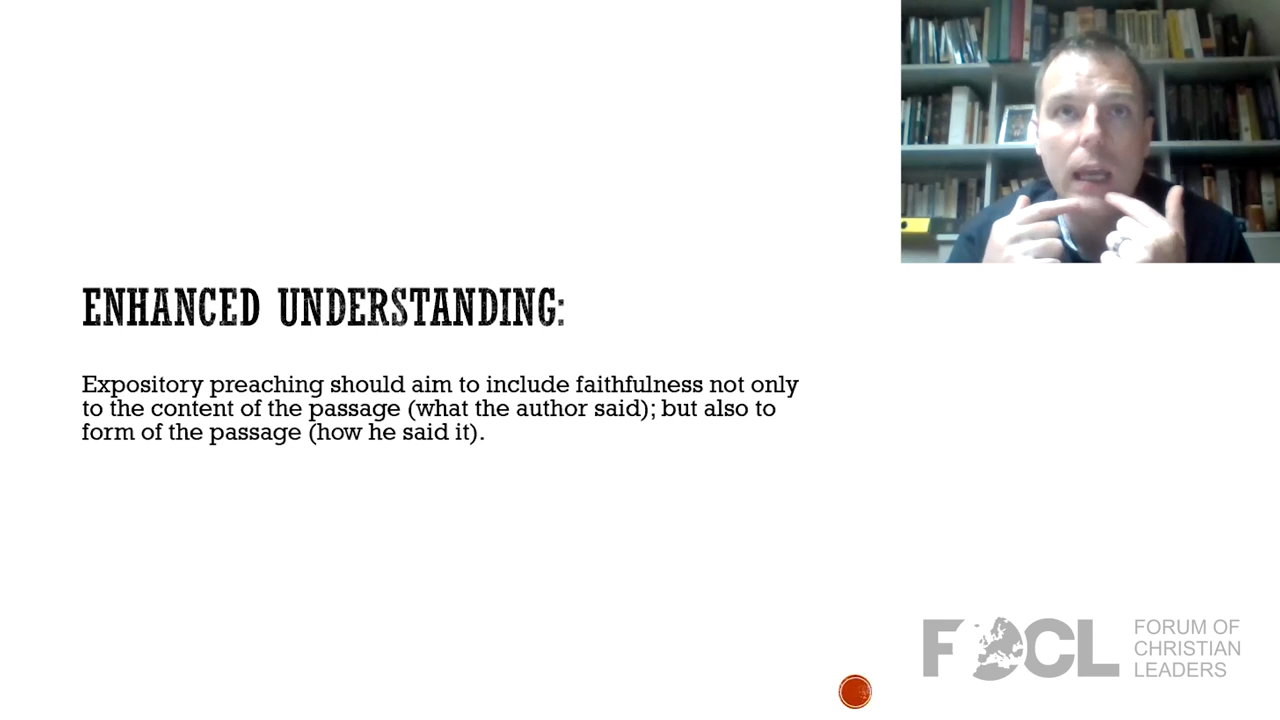 ENHANCED UNDERSTANDING:
Expository preaching should aim to include faithfulness not only
to the content of the passage (what the author said); but also to
form of the passage (how he said it).
FOCL
FORUM OF
CHRISTIAN
LEADERS